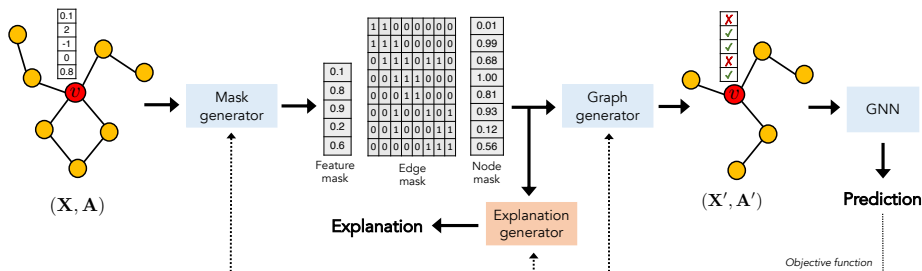 0.1
2
-1
0
0.8
v
(X, A)
Mask
generator
0.1
0.8
0.9
0.2
0.6
Feature
mask
1 1 0 0 0 0 0 0
1 1 1 0 0 0 0 0
0 1 1 1 0 1 1 0
0 0 1 1 1 0 0 0
0 0 0 1 1 0 0 0
0 0 1 0 0 1 0 1
0 0 1 0 0 0 1 1
0 0 0 0 0 1 1 1
Edge
mask
0.01
0.99
0.68
1.00
0.81
0.93
0.12
0.56
Node
mask
Explanation
generator
Explanation
Graph
generator
✗
✓
✓
✗
✓
v
(X′, A′)
GNN
Prediction
Objective function